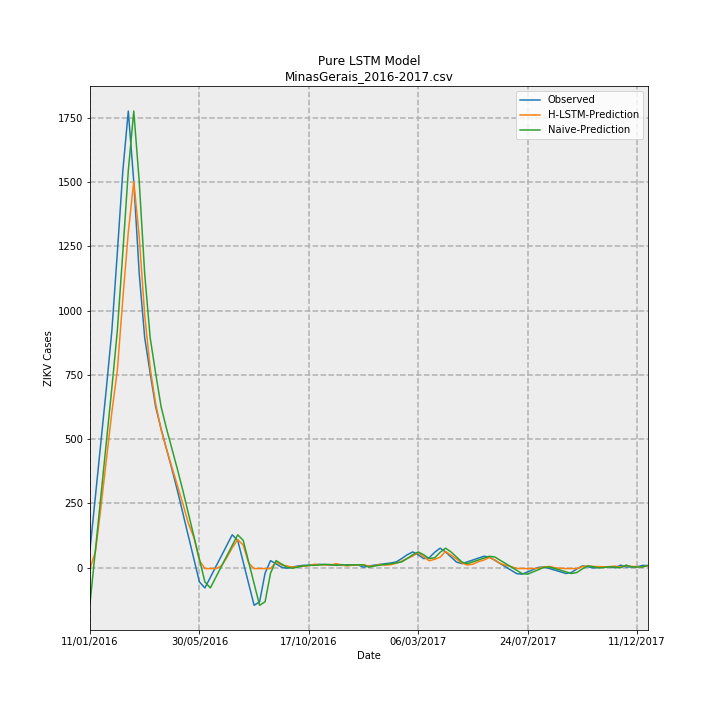 Pure LSTM Model
MinasGerais_2016-2017.csv
Observed
H-LSTM-Prediction
Naive-Prediction
ZIKV Cases
1750
1500
1250
1000
750
500
250
0
11/01/2016
30/05/2016
17/10/2016
06/03/2017
24/07/2017
11/12/2017
Date